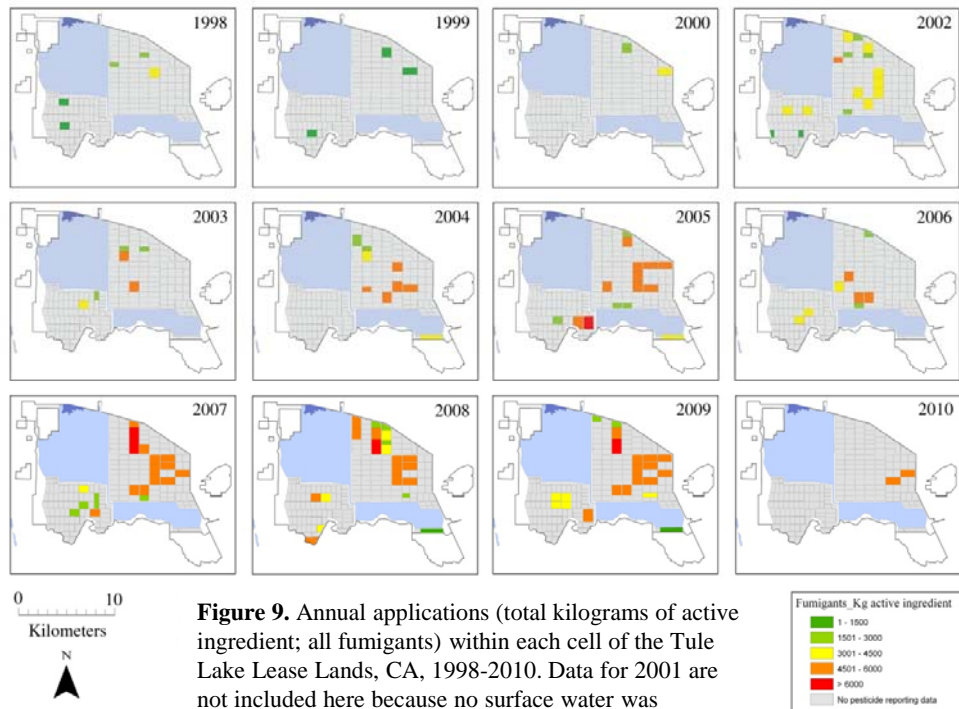 1998
1999
2000
2002
2003
2004
2005
2006
2007
2008
2009
2010
0 10
Kilometers
N
Figure 9. Annual applications (total kilograms of active
ingredient; all fumigants) within each cell of the Tule
Lake Lease Lands, CA, 1998-2010. Data for 2001 are
not included here because no surface water was
Fumigants_Kg active ingredient
1 - 1500
1501 - 3000
3001 - 4500
4501 - 6000
> 6000
No pesticide reporting data